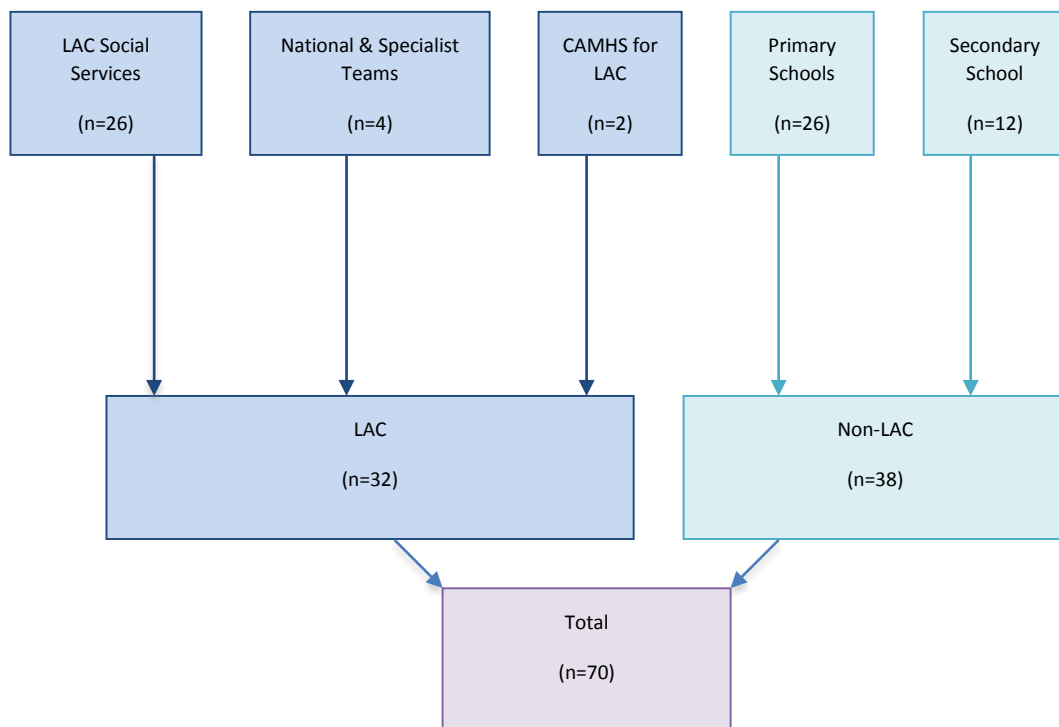 LAC Social
Services
(n=26)
National & Specialist
Teams
(n=4)
CAMHS for
LAC
(n=2)
Primary
Schools
(n=26)
Secondary
School
(n=12)
LAC
(n=32)
Non-LAC
(n=38)
Total
(n=70)